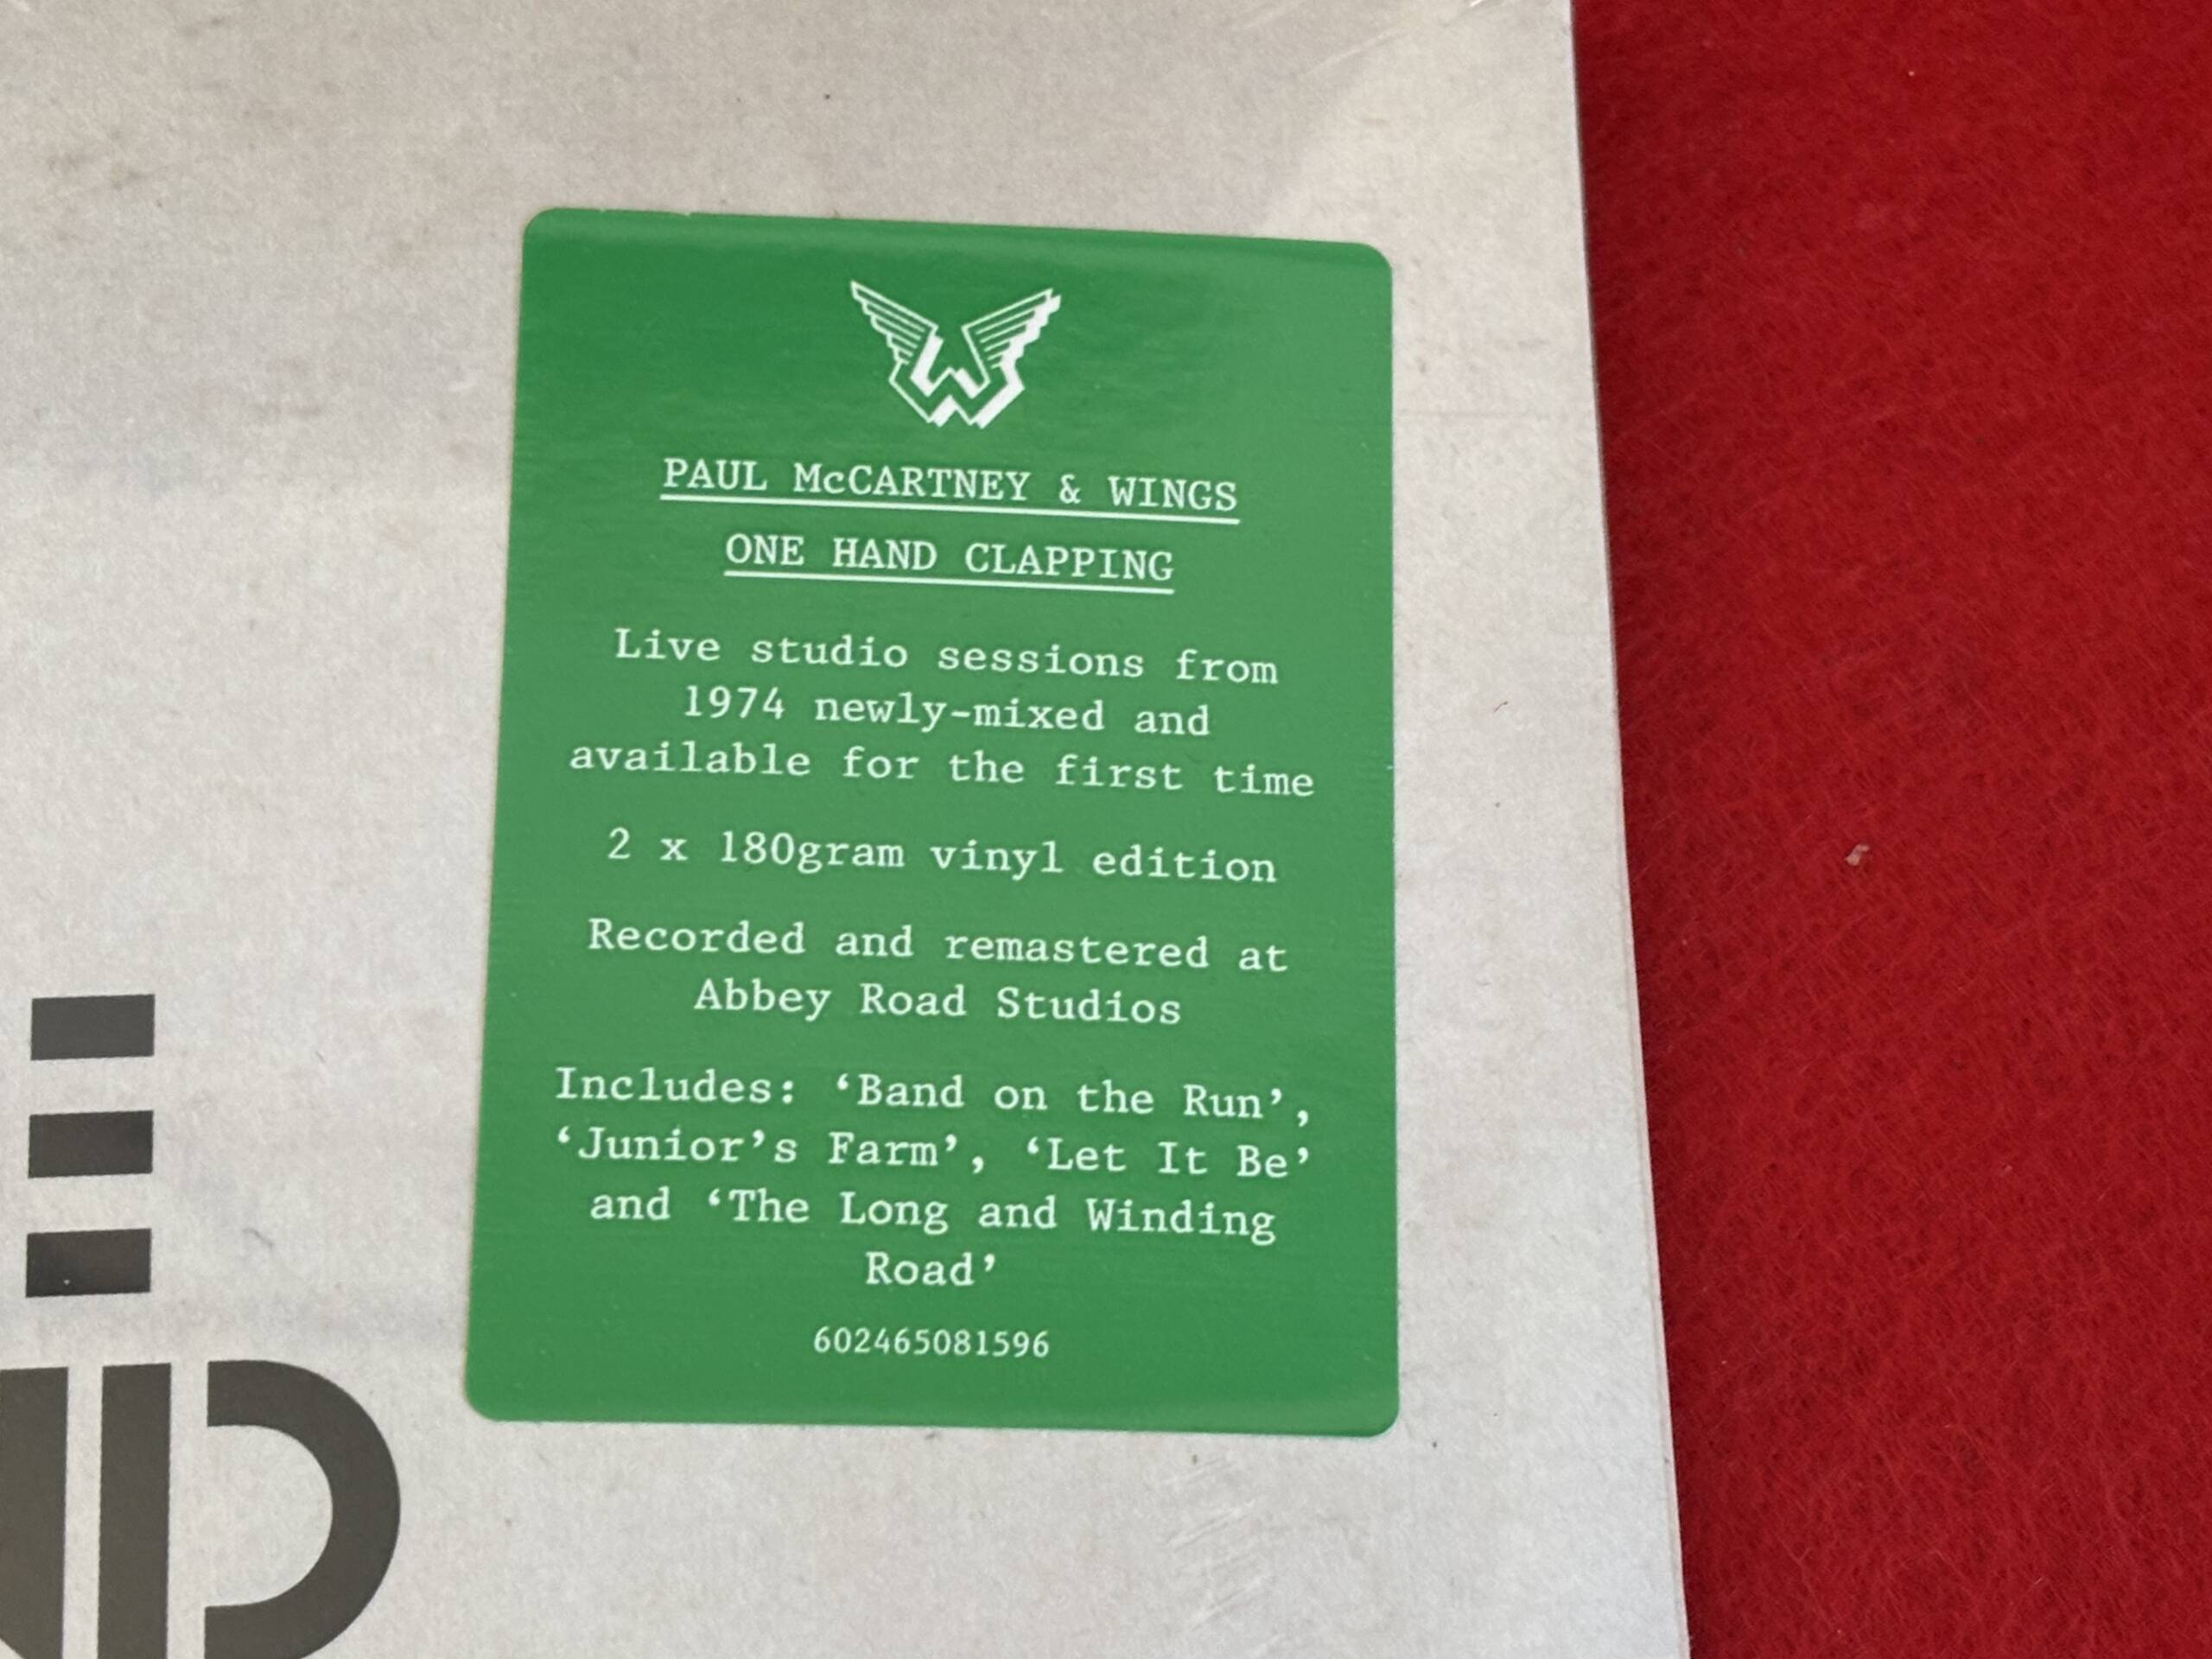 PAUL McCARTNEY & WINGS
ONE HAND CLAPPING
Live studio sessions from
1974 newly-mixed and
available for the first time
2 x 180gram vinyl edition
Recorded and remastered at
Abbey Road Studios
Includes: ‘Band on the Run’,
‘Junior’s Farm’, ‘Let It Be’
and ‘The Long and Winding
Road’
602465081596